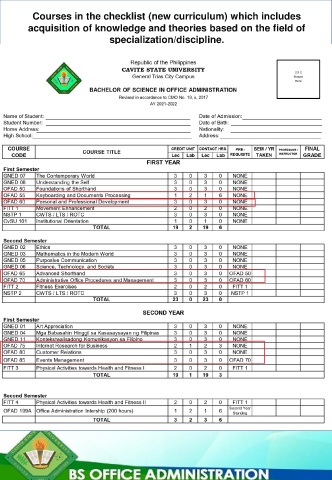 Courses in the checklist (new curriculum) which includes
acquisition of knowledge and theories based on the field of
specialization/discipline.
Republic of the Philippines
CAVITE STATE UNIVERSITY
General Trias City Campus
BACHELOR OF SCIENCE IN OFFICE ADMINISTRATION
Revised in accordance to CMO No. 19, s. 2017
AY 2021-2022
Name of Student: Date of Admission:
Student Number: Date of Birth:
Home Address: Nationality:
High School: Address:
COURSE CODE COURSE TITLE CREDIT UNIT CONTACT HRS PRE-REQUISITE SEM / YR TAKEN FINAL GRADE
Lec Lab Lec Lab
FIRST YEAR
First Semester
GNED 07 The Contemporary World 3 0 3 0 NONE
GNED 08 Understanding the Self 3 0 3 0 NONE
OFAD 50 Foundations of Shorthand 3 0 3 0 NONE
OFAD 55 Keyboarding and Documents Processing 1 2 1 6 NONE
OFAD 60 Personal and Professional Development 3 0 3 0 NONE
FITT 1 Movement Enhancement 2 0 2 0 NONE
NSTP 1 CWTS / LTS / ROTC 3 0 3 0 NONE
CvSU 101 Institutional Orientation 1 0 1 0 NONE
TOTAL 19 2 19 6
Second Semester
GNED 02 Ethics 3 0 3 0 NONE
GNED 03 Mathematics in the Modern World 3 0 3 0 NONE
GNED 05 Purposive Communication 3 0 3 0 NONE
GNED 06 Science, Technology, and Society 3 0 3 0 NONE
OFAD 65 Advanced Shorthand 3 0 3 0 OFAD 50
OFAD 70 Administrative Office Procedures and Management 3 0 3 0 OFAD 60
FITT 2 Fitness Exercises 2 0 2 0 FITT 1
NSTP 2 CWTS / LTS / ROTC 3 0 3 0 NSTP 1
TOTAL 23 0 23 0
SECOND YEAR
First Semester
GNED 01 Art Appreciation 3 0 3 0 NONE
GNED 04 Mga Babasahin Hinggil sa Kasaysayan ng Pilipinas 3 0 3 0 NONE
GNED 11 Kontekstwalisadong Komunikasyon sa Filipino 3 0 3 0 NONE
OFAD 75 Internet Research for Business 2 1 2 3 NONE
OFAD 80 Customer Relations 3 0 3 0 NONE
OFAD 85 Events Management 3 0 3 0 OFAD 70
FITT 3 Physical Activities towards Health and Fitness I 2 0 2 0 FITT 1
TOTAL 19 1 19 3
Second Semester
FITT 4 Physical Activities towards Health and Fitness II 2 0 2 0 FITT 1
OFAD 199A Office Administration Internship (200 hours) 1 2 1 6 Second Year Standing
TOTAL 3 2 3 6
BS OFFICE ADMINISTRATION